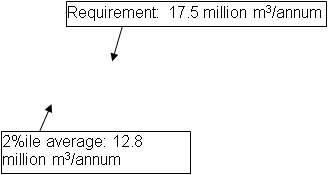 Requirement: 17.5 million m³/annum
2%ile average: 12.8
million m³/annum